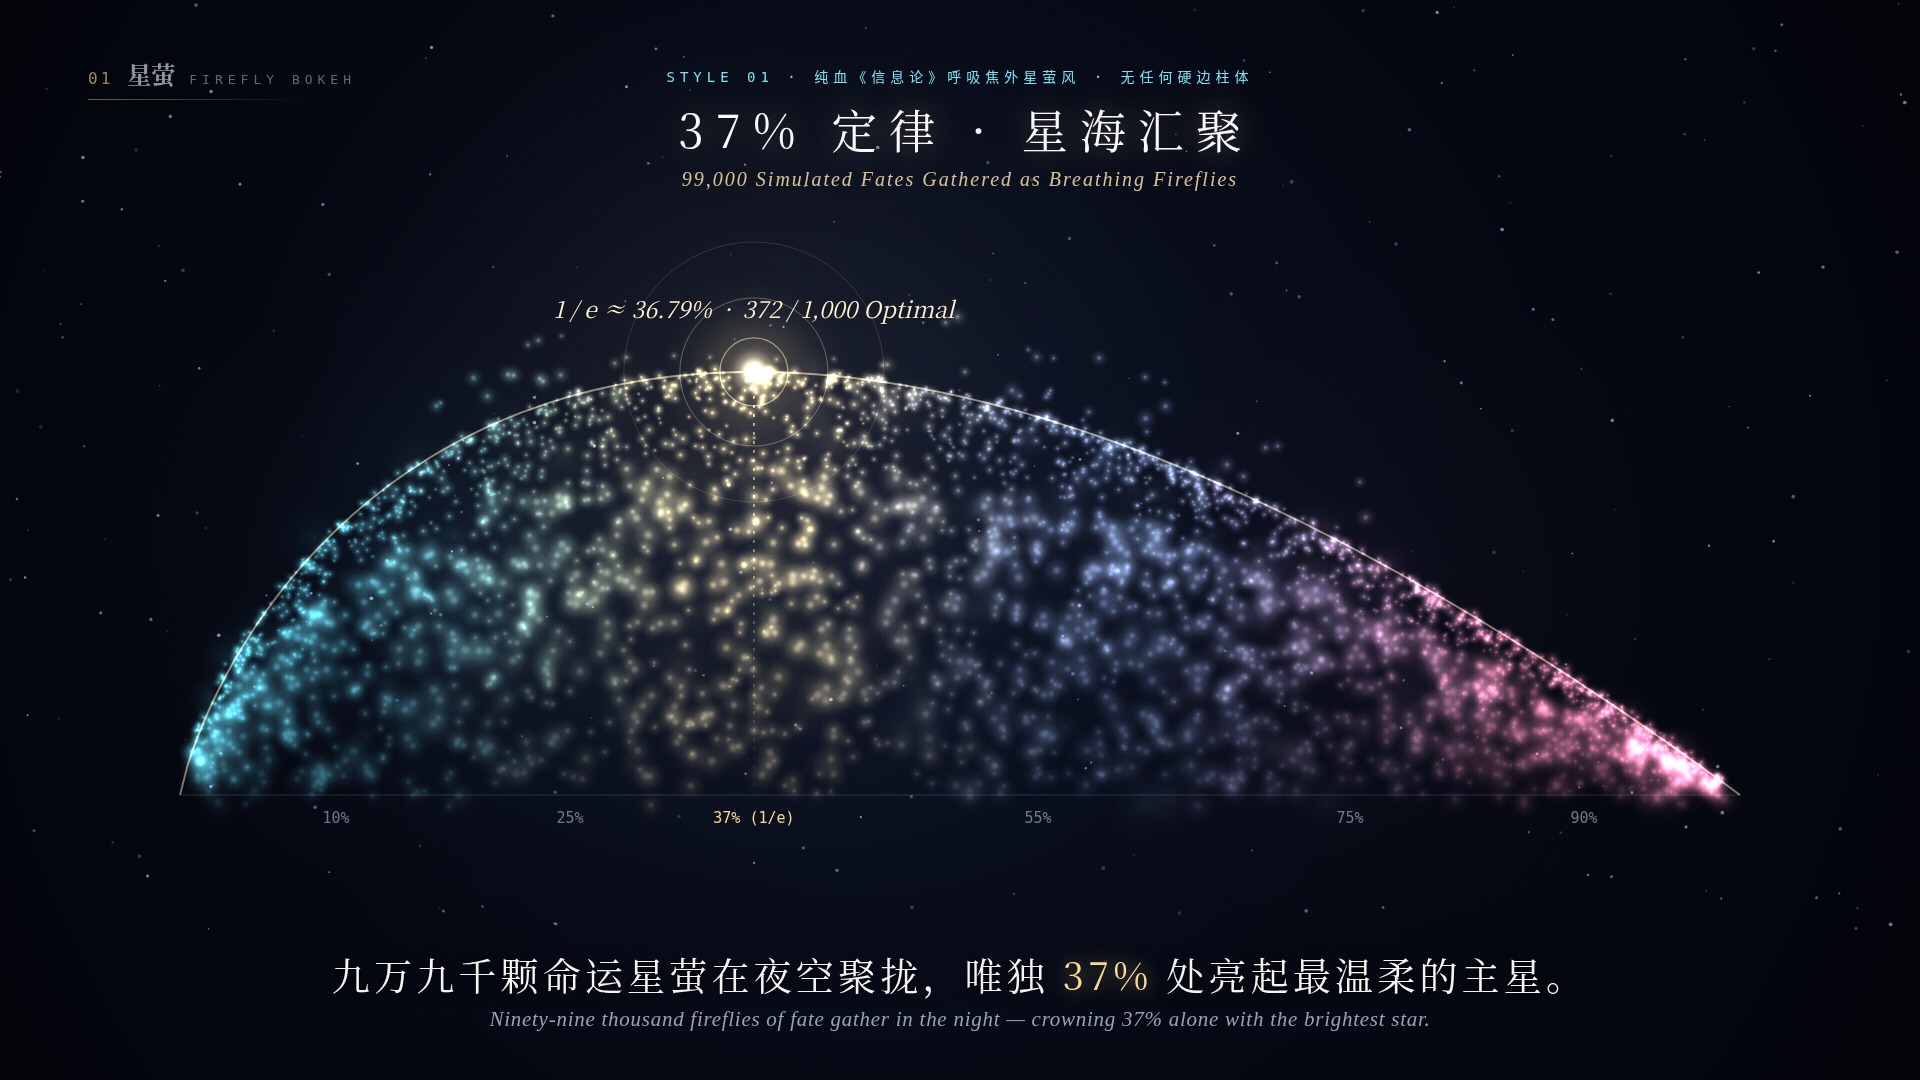 01 星萤 FIREFLY BOKEH
STYLE 01 · 纯血《信息论》呼吸焦外星萤风 · 无任何硬边柱体
37% 定律 · 星海汇聚
99,000 Simulated Fates Gathered as Breathing Fireflies
1/e ≈ 36.79% · 372/1,000 Optimal
10% 25% 37% (1/e) 55% 75% 90%
九万九千颗命运星萤在夜空聚拢，唯独 37% 处亮起最温柔的主星。
Ninety-nine thousand fireflies of fate gather in the night — crowning 37% alone with the brightest star.